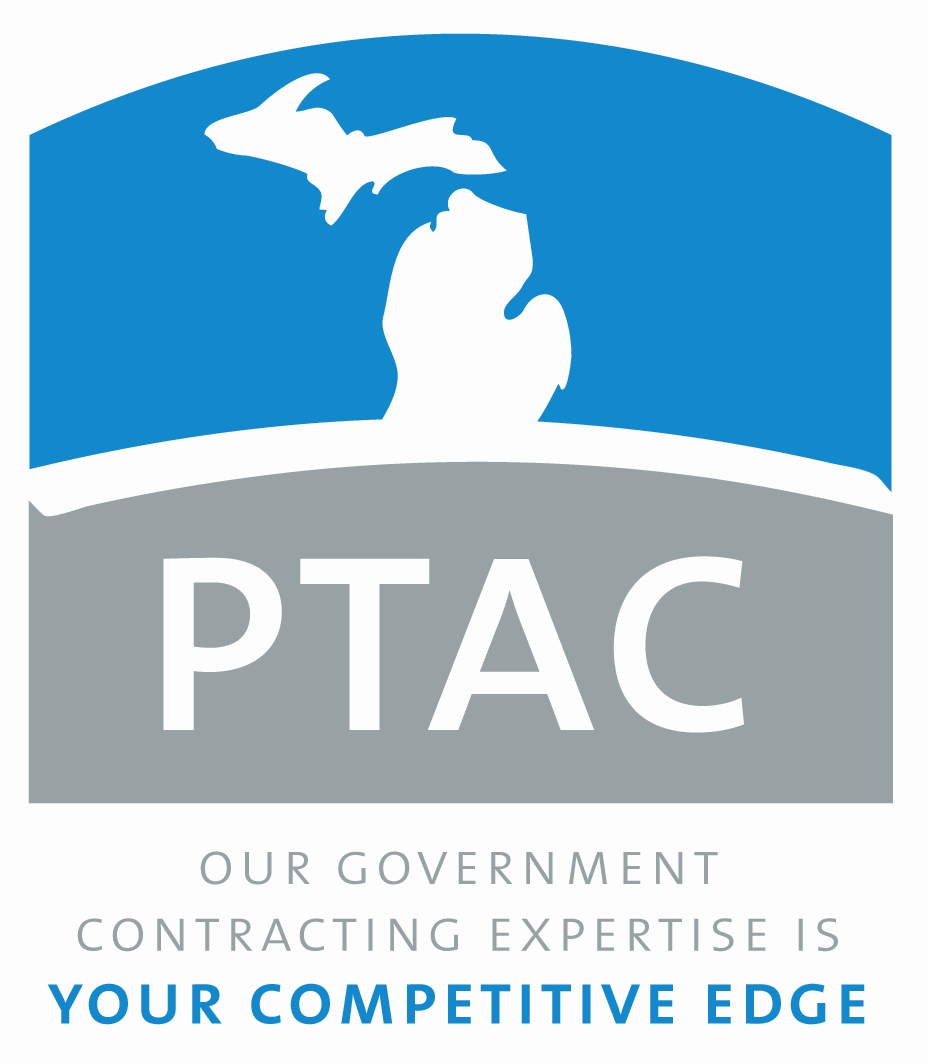 PTAC
OUR GOVERNMENT
CONTRACTING EXPERTISE IS
YOUR COMPETITIVE EDGE